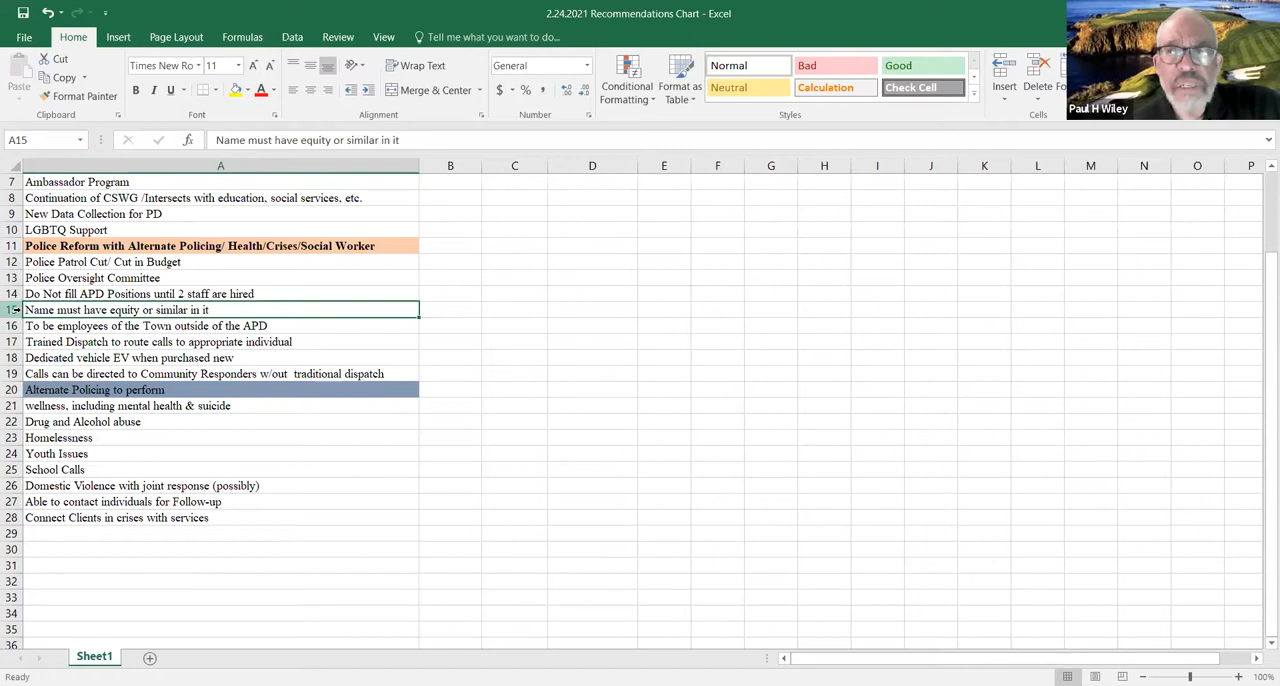 2.24.2021 Recommendations Chart - Excel
File Home Insert Page Layout Formulas Data Review View Tell me what you want to do...
Paste
Cut
Copy
Format Painter
Clipboard
Times New Ro 11
B I U
Font
Wrap Text
Merge & Center
Alignment
General
$ % ,
Number
Conditional Formatting
Format as Table
Normal Bad Good
Neutral Calculation Check Cell
Styles
Insert Delete Fo
Cells
Paul H Wiley
A15 fx Name must have equity or similar in it
A B C D E F G H I J K L M N O P
7 Ambassador Program
8 Continuation of CSWG /Intersects with education, social services, etc.
9 New Data Collection for PD
10 LGBTQ Support
11 Police Reform with Alternate Policing/ Health/Crises/Social Worker
12 Police Patrol Cut/ Cut in Budget
13 Police Oversight Committee
14 Do Not fill APD Positions until 2 staff are hired
15 Name must have equity or similar in it
16 To be employees of the Town outside of the APD
17 Trained Dispatch to route calls to appropriate individual
18 Dedicated vehicle EV when purchased new
19 Calls can be directed to Community Responders w/out traditional dispatch
20 Alternate Policing to perform
21 wellness, including mental health & suicide
22 Drug and Alcohol abuse
23 Homelessness
24 Youth Issues
25 School Calls
26 Domestic Violence with joint response (possibly)
27 Able to contact individuals for Follow-up
28 Connect Clients in crises with services
29
30
31
32
33
34
35
36
Sheet1
Ready
100%